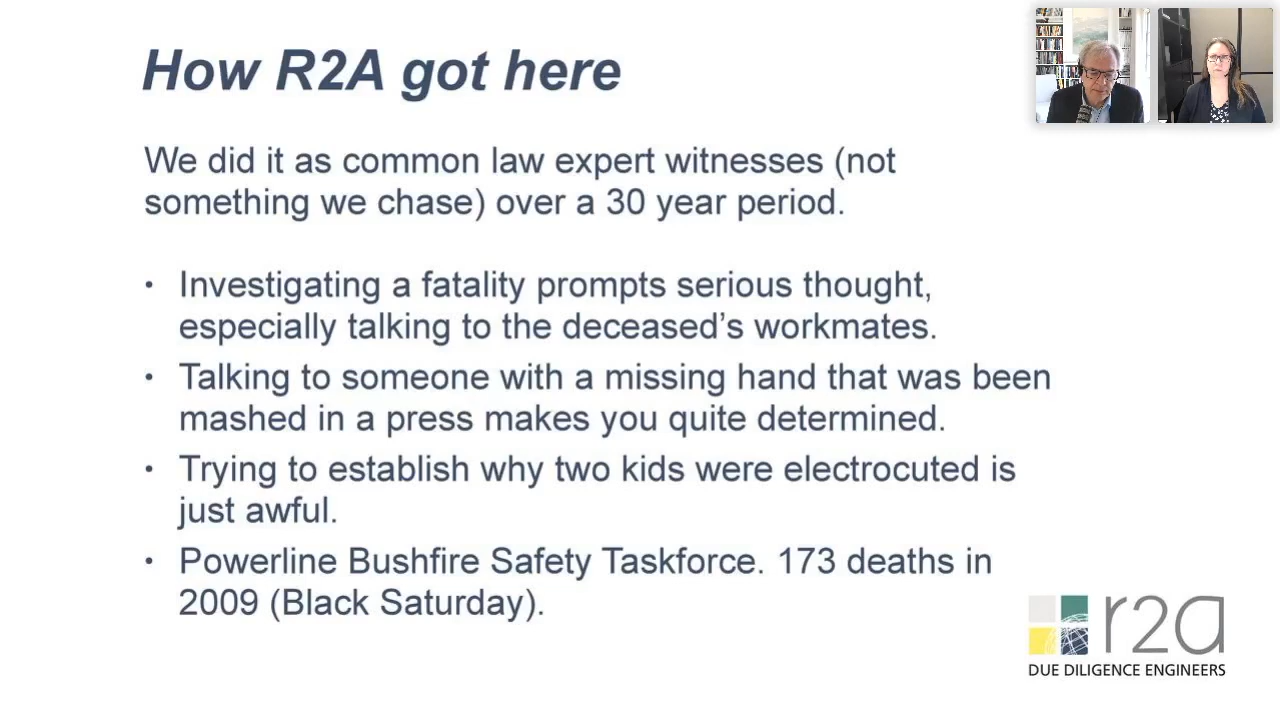 How R2A got here
We did it as common law expert witnesses (not
something we chase) over a 30 year period.
• Investigating a fatality prompts serious thought,
especially talking to the deceased’s workmates.
• Talking to someone with a missing hand that was been
mashed in a press makes you quite determined.
• Trying to establish why two kids were electrocuted is
just awful.
• Powerline Bushfire Safety Taskforce. 173 deaths in
2009 (Black Saturday).
r2a
DUE DILIGENCE ENGINEERS